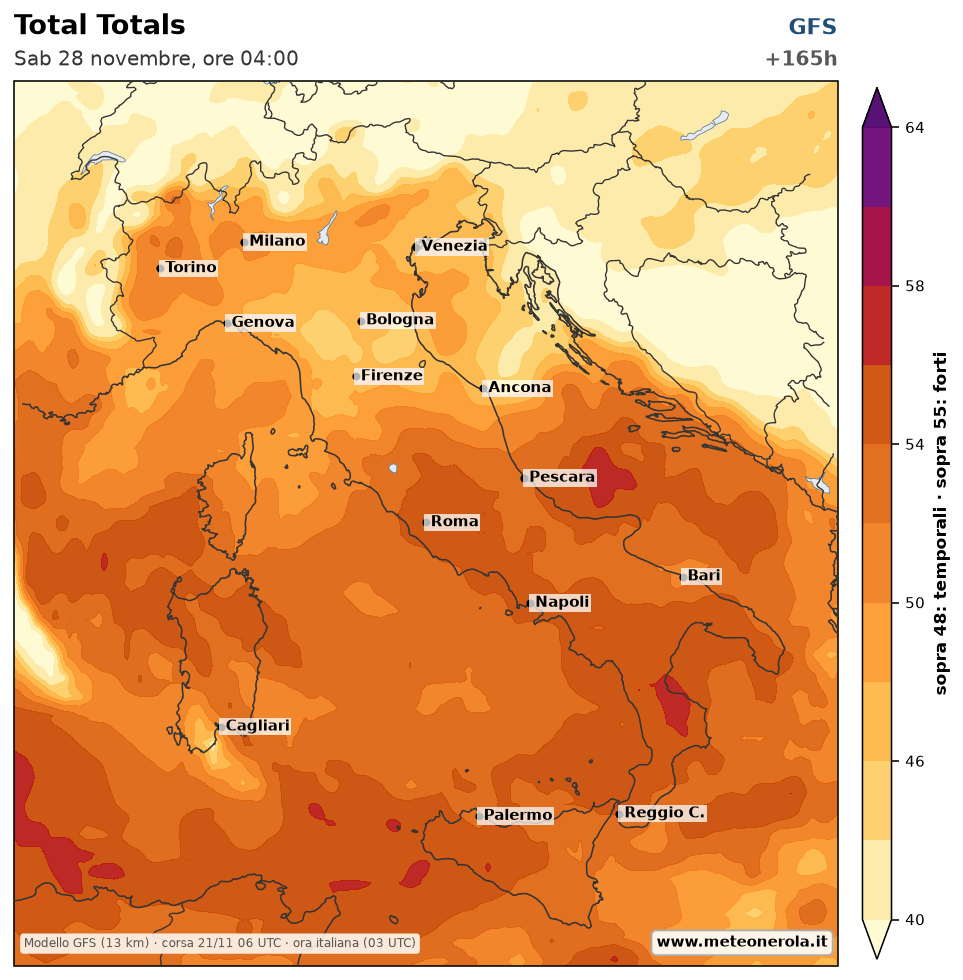 Total Totals
GFS
Sab 28 novembre, ore 04:00
+165h
64
58
54
50
46
40
sopra 48: temporali · sopra 55: forti
Milano
Venezia
Torino
Genova
Bologna
Firenze
Ancona
Pescara
Roma
Bari
Napoli
Cagliari
Palermo
Reggio C.
Modello GFS (13 km) · corsa 21/11 06 UTC · ora italiana (03 UTC)
www.meteonerola.it